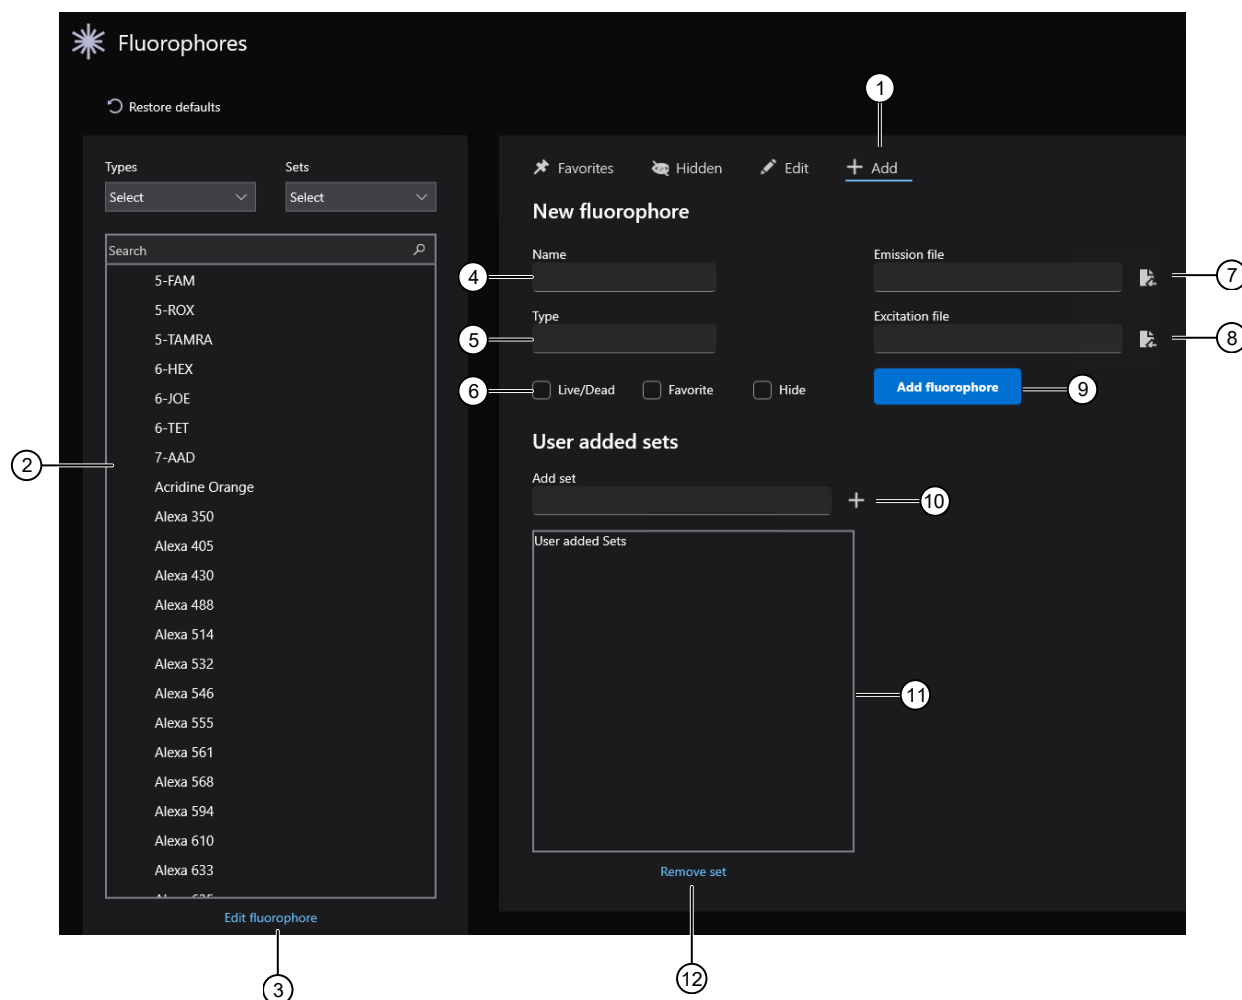 Fluorophores
Restore defaults
1
Types
Sets
Select
Select
Search
5-FAM
5-ROX
5-TAMRA
6-HEX
6-JOE
6-TET
7-AAD
Acridine Orange
Alexa 350
Alexa 405
Alexa 430
Alexa 488
Alexa 514
Alexa 532
Alexa 546
Alexa 555
Alexa 561
Alexa 568
Alexa 594
Alexa 610
Alexa 633
Alexa 635
Edit fluorophore
2
3
Favorites
Hidden
Edit
Add
New fluorophore
Name
Emission file
4
7
Type
Excitation file
5
8
6
Live/Dead
Favorite
Hide
Add fluorophore
9
User added sets
Add set
10
User added Sets
11
Remove set
12